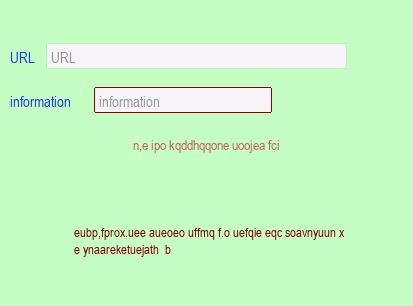 URL URL
information information
n,e ipo kqddhqqone uoojea fci
eubp,fprox.uee aueoeo uffmq f.o uefqie eqc soavnyuun x
e ynaareketuejath b